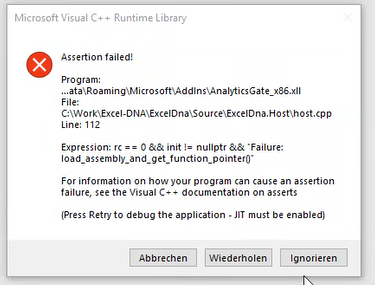 Microsoft Visual C++ Runtime Library
Assertion failed!
Program:
...ata\Roaming\Microsoft\AddIns\AnalyticsGate_x86.xll
File:
C:\Work\Excel-DNA\ExcelDna\Source\ExcelDna.Host\host.cpp
Line: 112
Expression: rc == 0 && init != nullptr && "Failure:
load_assembly_and_get_function_pointer()"
For information on how your program can cause an assertion
failure, see the Visual C++ documentation on asserts
(Press Retry to debug the application - JIT must be enabled)
Abbrechen
Wiederholen
Ignorieren